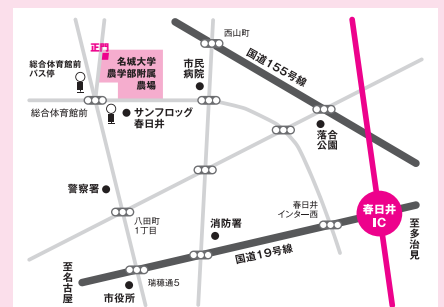 正門
名城大学
農学部附属
農場
総合体育館前
バス停
総合体育館前
サンフロッグ
春日井
市民
病院
西山町
国道155号線
落合
公園
警察署
八田町
1丁目
消防署
春日井
インター西
春日井
IC
至多治見
国道19号線
至名古屋
瑞穂通5
市役所